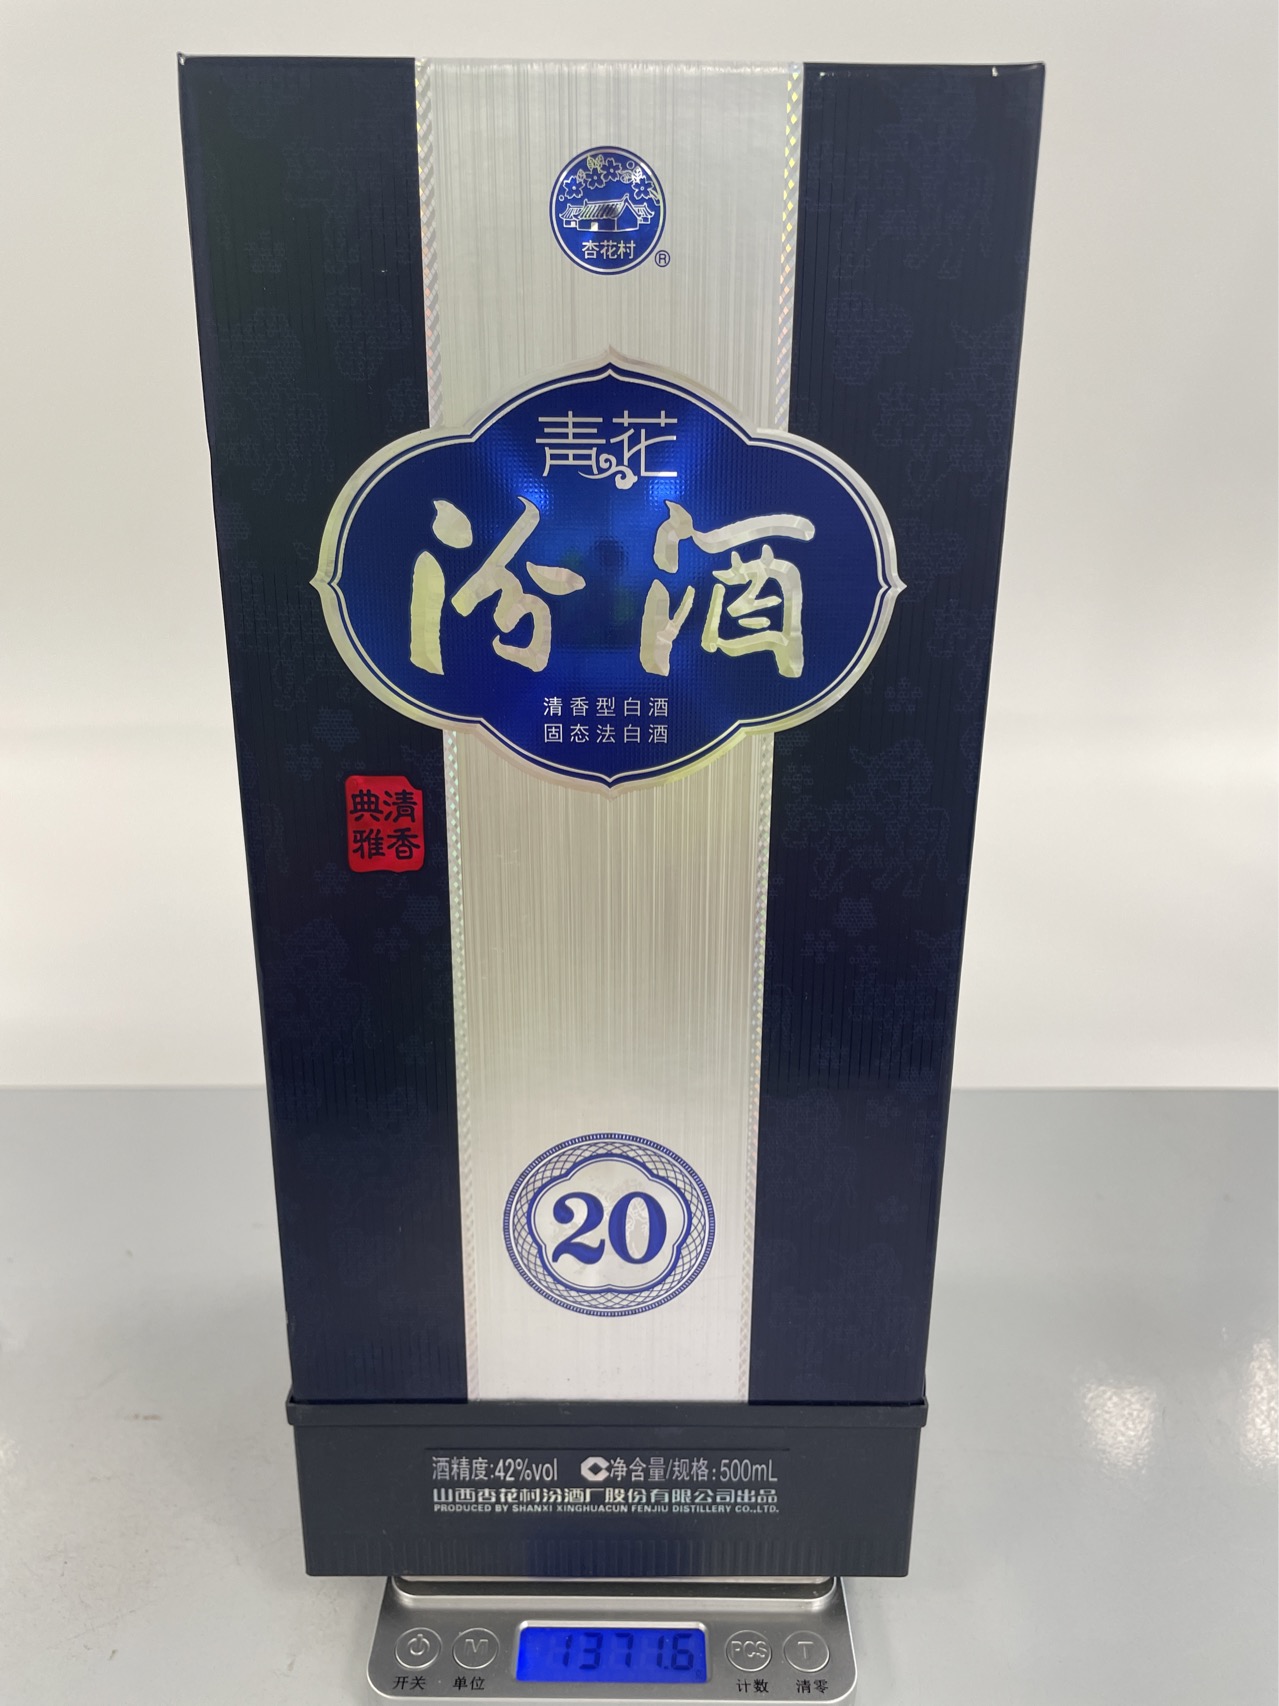 杏花村
®
青花
汾酒
清香型白酒
固态法白酒
清香
典雅
20
酒精度:42%vol 净含量/规格:500mL
山西杏花村汾酒厂股份有限公司出品
PRODUCED BY SHANXI XINGHUACUN FENJIU DISTILLERY CO.,LTD.
1371.6
M PCS T
开关 单位 计数 清零